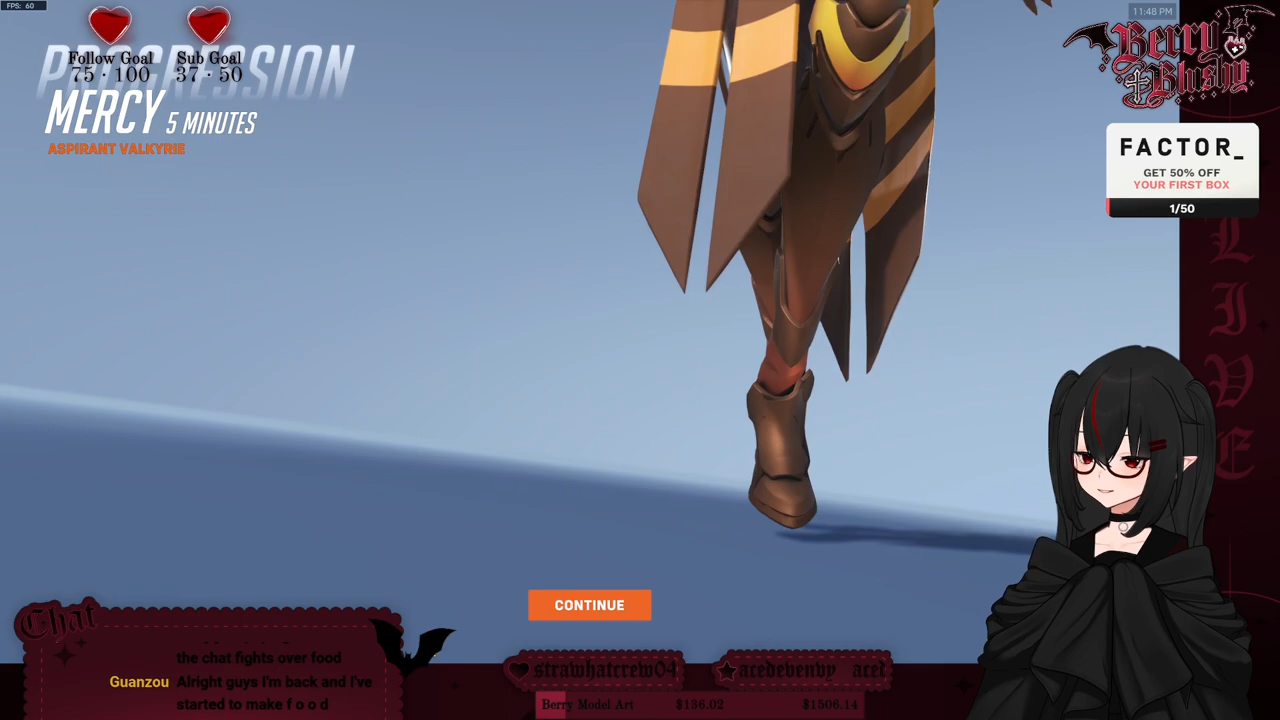 FPS: 60
11:48 PM
Follow Goal
75 · 100
Sub Goal
37 · 50
PROGRESSION
MERCY 5 MINUTES
ASPIRANT VALKYRIE
Berry
Blushy
FACTOR_
GET 50% OFF
YOUR FIRST BOX
1/50
LIVE
CONTINUE
Chat
the chat fights over food
Guanzou Alright guys I'm back and I've
started to make f o o d
strawhatcrew04
acedevenvy
Berry Model Art $136.02 $1506.14